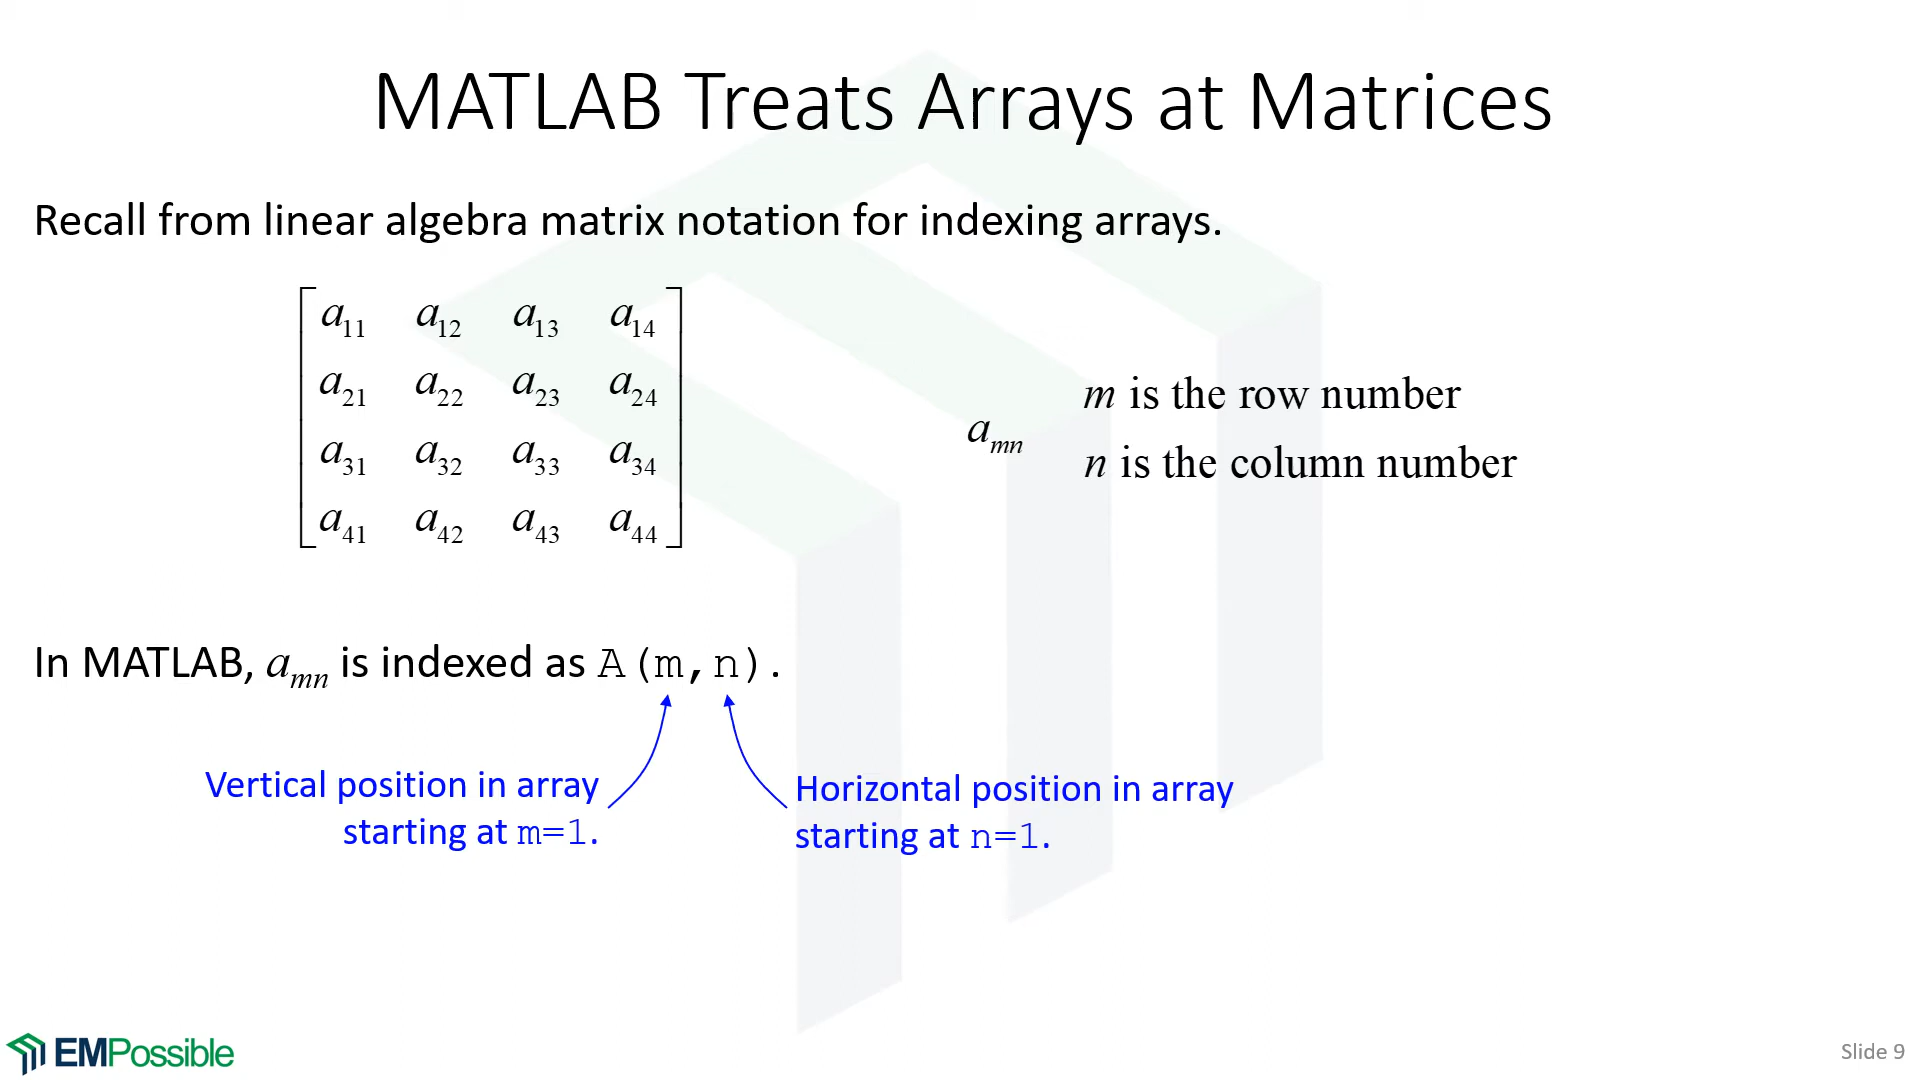 MATLAB Treats Arrays at Matrices
Recall from linear algebra matrix notation for indexing arrays.
a11 a12 a13 a14
a21 a22 a23 a24
a31 a32 a33 a34
a41 a42 a43 a44
amn
m is the row number
n is the column number
In MATLAB, amn is indexed as A(m,n).
Vertical position in array
starting at m=1.
Horizontal position in array
starting at n=1.
EMPossible
Slide 9